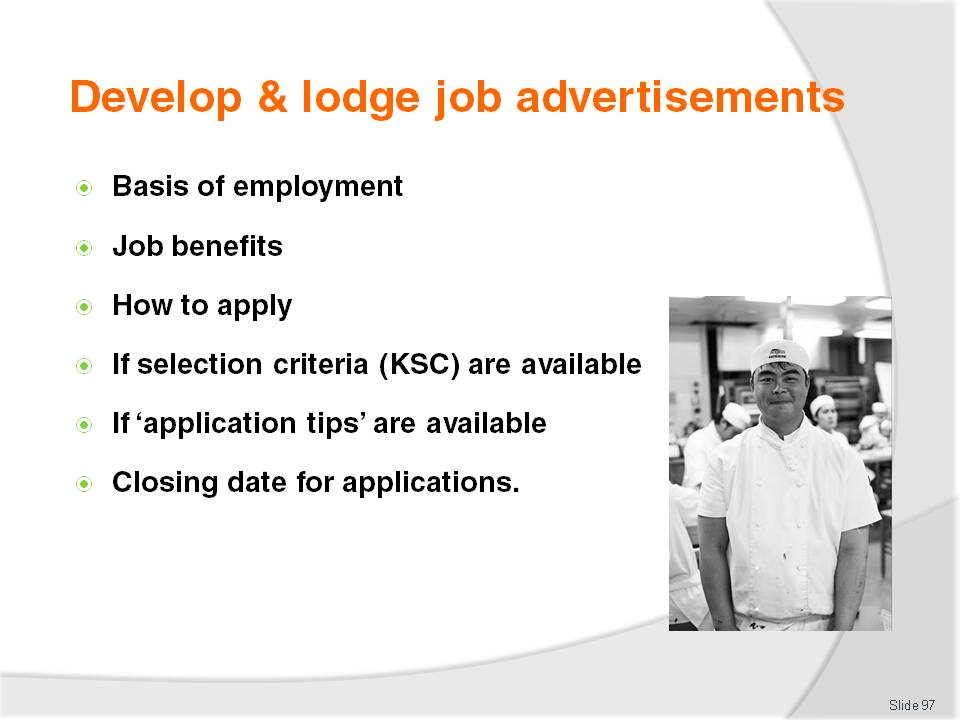 Develop & lodge job advertisements
Basis of employment
Job benefits
How to apply
If selection criteria (KSC) are available
If ‘application tips’ are available
Closing date for applications.
Slide 97